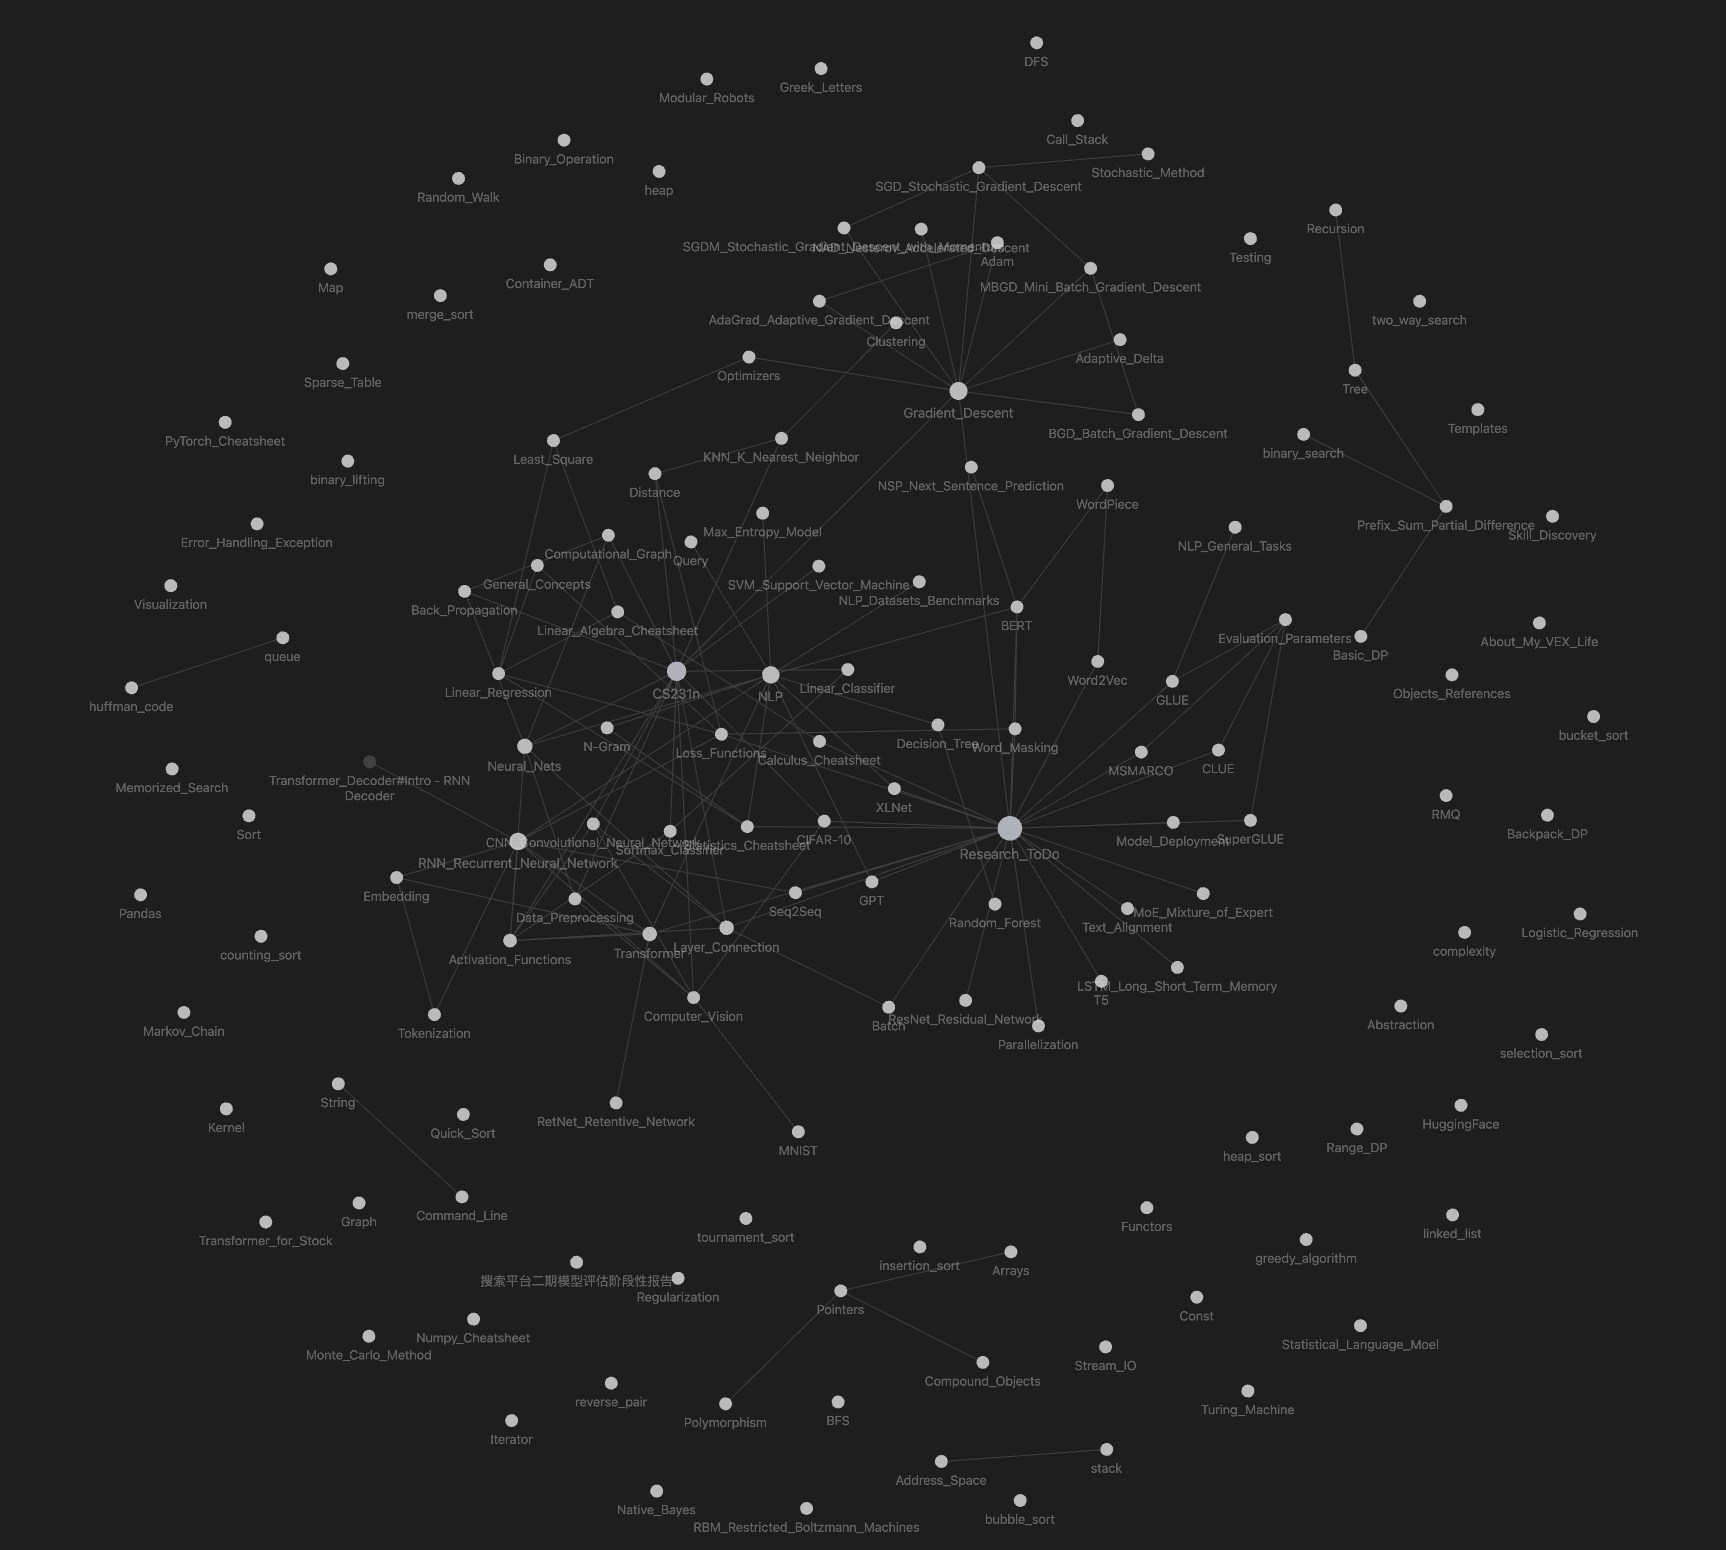 DFS
Greek_Letters
Modular_Robots
Call_Stack
Binary_Operation
Stochastic_Method
SGD_Stochastic_Gradient_Descent
heap
Random_Walk
Recursion
SGDM_Stochastic_Gradient_Descent_with_Momentum
NAD_Nesterov_Accelerated_Descent
Testing
Adam
Container_ADT
Map
MBGD_Mini_Batch_Gradient_Descent
merge_sort
AdaGrad_Adaptive_Gradient_Descent
two_way_search
Clustering
Adaptive_Delta
Optimizers
Sparse_Table
Tree
Gradient_Descent
Templates
BGD_Batch_Gradient_Descent
PyTorch_Cheatsheet
binary_search
KNN_K_Nearest_Neighbor
Least_Square
binary_lifting
NSP_Next_Sentence_Prediction
Distance
WordPiece
Prefix_Sum_Partial_Difference
Max_Entropy_Model
Skill_Discovery
Error_Handling_Exception
NLP_General_Tasks
Computational_Graph
Query
General_Concepts
SVM_Support_Vector_Machine
NLP_Datasets_Benchmarks
Visualization
Back_Propagation
BERT
Linear_Algebra_Cheatsheet
Evaluation_Parameters
About_My_VEX_Life
Basic_DP
queue
Word2Vec
Linear_Classifier
Linear_Regression
CS231n
NLP
Objects_References
GLUE
huffman_code
bucket_sort
N-Gram
Loss_Functions
Decision_Tree
Word_Masking
Calculus_Cheatsheet
Neural_Nets
MSMARCO
CLUE
Transformer_Decoder#Intro - RNN
Decoder
Memorized_Search
XLNet
RMQ
Sort
Backpack_DP
CIFAR-10
Model_Deployment
SuperGLUE
CNN_Convolutional_Neural_Network
Softmax_Classifier
Statistics_Cheatsheet
Research_ToDo
RNN_Recurrent_Neural_Network
Embedding
GPT
Seq2Seq
MoE_Mixture_of_Expert
Pandas
Data_Preprocessing
Random_Forest
Text_Alignment
Logistic_Regression
Layer_Connection
counting_sort
Transformer
complexity
Activation_Functions
LSTM_Long_Short_Term_Memory
T5
Computer_Vision
ResNet_Residual_Network
Batch
Abstraction
Markov_Chain
Tokenization
Parallelization
selection_sort
String
RetNet_Retentive_Network
HuggingFace
Kernel
Quick_Sort
Range_DP
MNIST
heap_sort
Command_Line
Graph
Functors
linked_list
tournament_sort
Transformer_for_Stock
greedy_algorithm
insertion_sort
Arrays
搜索平台二期模型评估阶段性报告
Regularization
Pointers
Const
Numpy_Cheatsheet
Statistical_Language_Moel
Monte_Carlo_Method
Stream_IO
Compound_Objects
reverse_pair
Turing_Machine
BFS
Polymorphism
Iterator
stack
Address_Space
Native_Bayes
bubble_sort
RBM_Restricted_Boltzmann_Machines